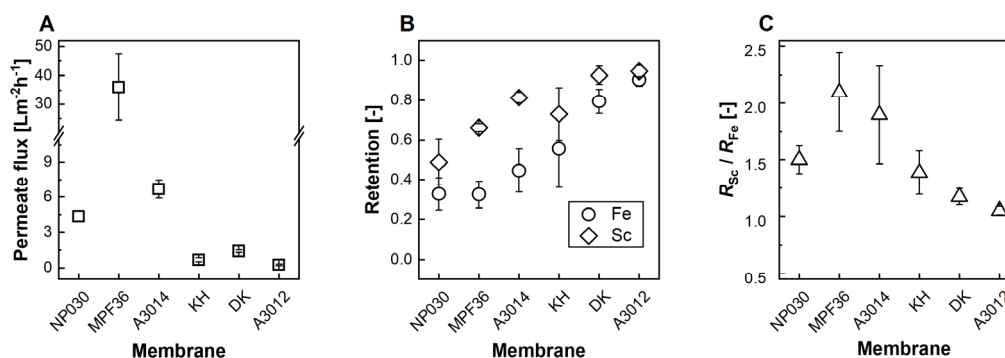 A
Permeate flux [Lm-2h-1]
50
40
30
9
6
3
0
NP030
MPF36
A3014
KH
DK
A3012
Membrane
B
Retention [-]
1.0
0.8
0.6
0.4
0.2
0.0
Fe
Sc
NP030
MPF36
A3014
KH
DK
A3012
Membrane
C
RSc / RFe [-]
2.5
2.0
1.5
1.0
0.5
NP030
MPF36
A3014
KH
DK
A3012
Membrane